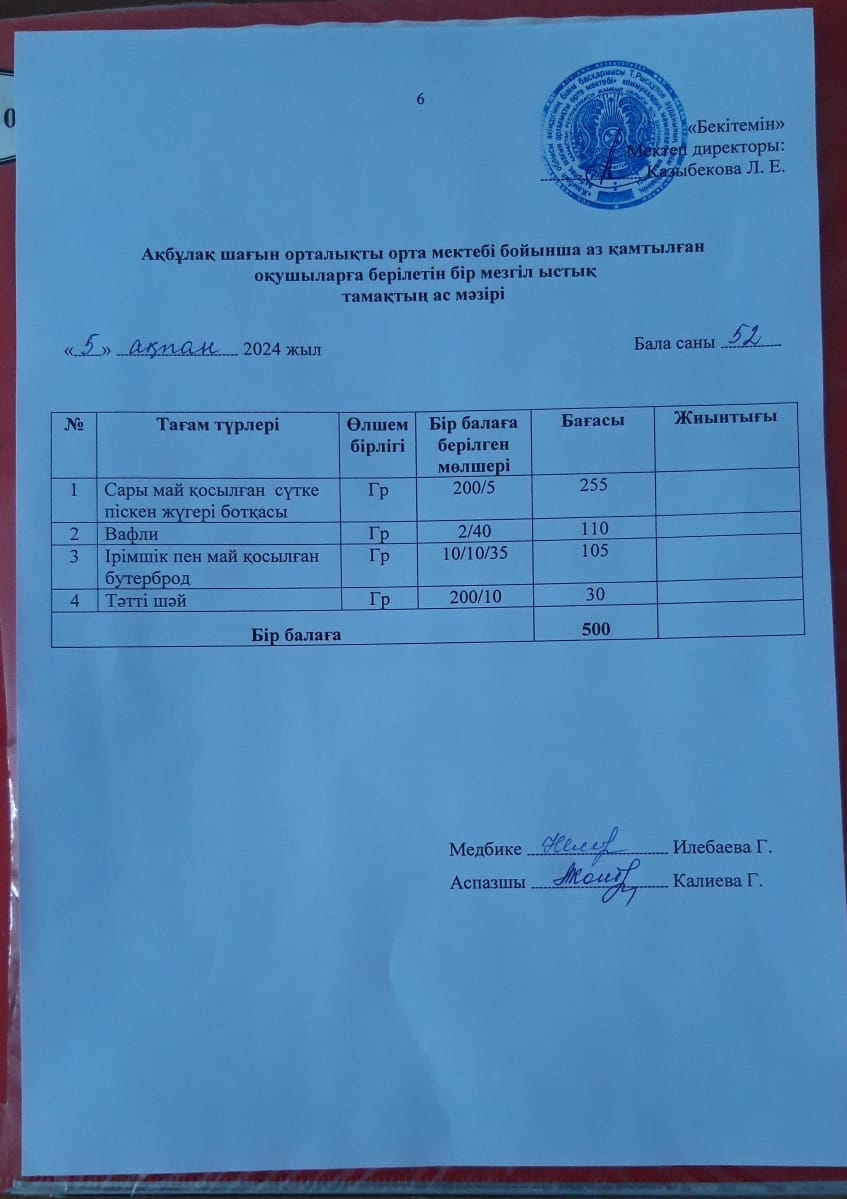 0
6
«Бекітемін»
Мектеп директоры:
Казыбекова Л. Е.
Ақбұлақ шағын орталықты орта мектебі бойынша аз қамтылған
оқушыларға берілетін бір мезгіл ыстық
тамақтың ас мәзірі
«5» ақпан 2024 жыл
Бала саны 52
№ Тағам түрлері Өлшем бірлігі Бір балаға берілген мөлшері Бағасы Жиынтығы
1 Сары май қосылған сүтке піскен жүгері ботқасы Гр 200/5 255
2 Вафли Гр 2/40 110
3 Ірімшік пен май қосылған бутерброд Гр 10/10/35 105
4 Тәтті шәй Гр 200/10 30
Бір балаға 500
Медбике Илебаева Г.
Аспазшы Калиева Г.